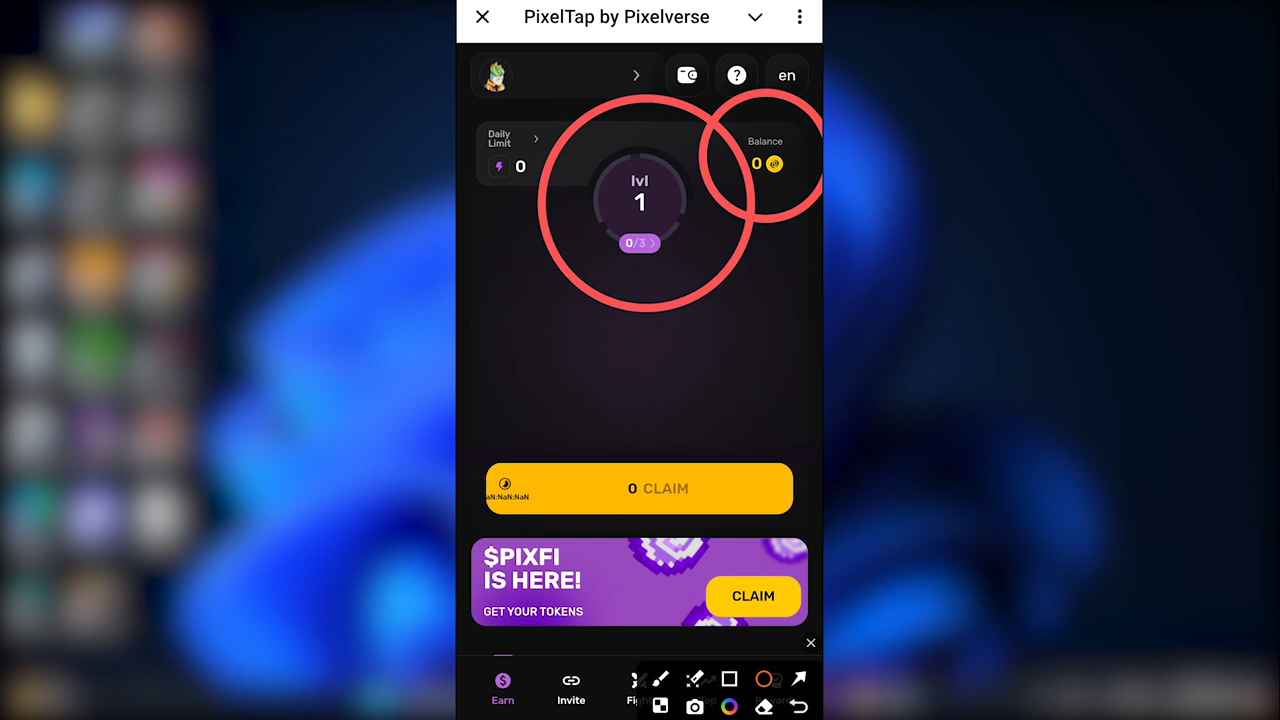 PixelTap by Pixelverse
en
Daily
Limit
0
lvl
1
0/3
Balance
0
aN:NaN:NaN
0 CLAIM
$PIXFI
IS HERE!
GET YOUR TOKENS
CLAIM
Earn
Invite